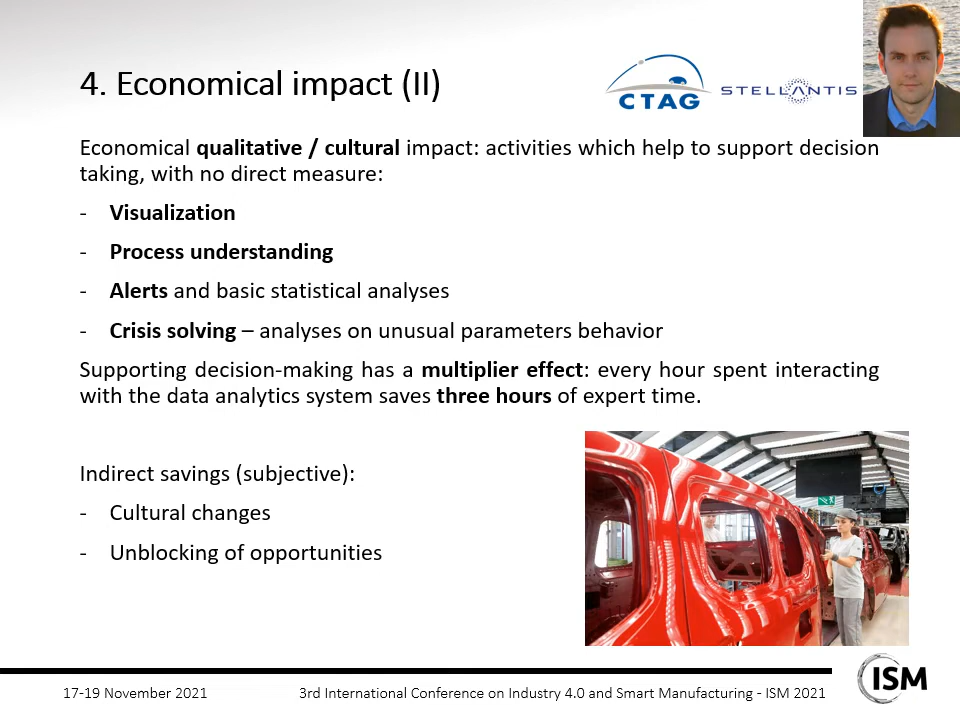 4. Economical impact (II)
CTAG
STELLANTIS
Economical qualitative / cultural impact: activities which help to support decision
taking, with no direct measure:
- Visualization
- Process understanding
- Alerts and basic statistical analyses
- Crisis solving – analyses on unusual parameters behavior
Supporting decision-making has a multiplier effect: every hour spent interacting
with the data analytics system saves three hours of expert time.
Indirect savings (subjective):
- Cultural changes
- Unblocking of opportunities
17-19 November 2021
3rd International Conference on Industry 4.0 and Smart Manufacturing - ISM 2021
ISM